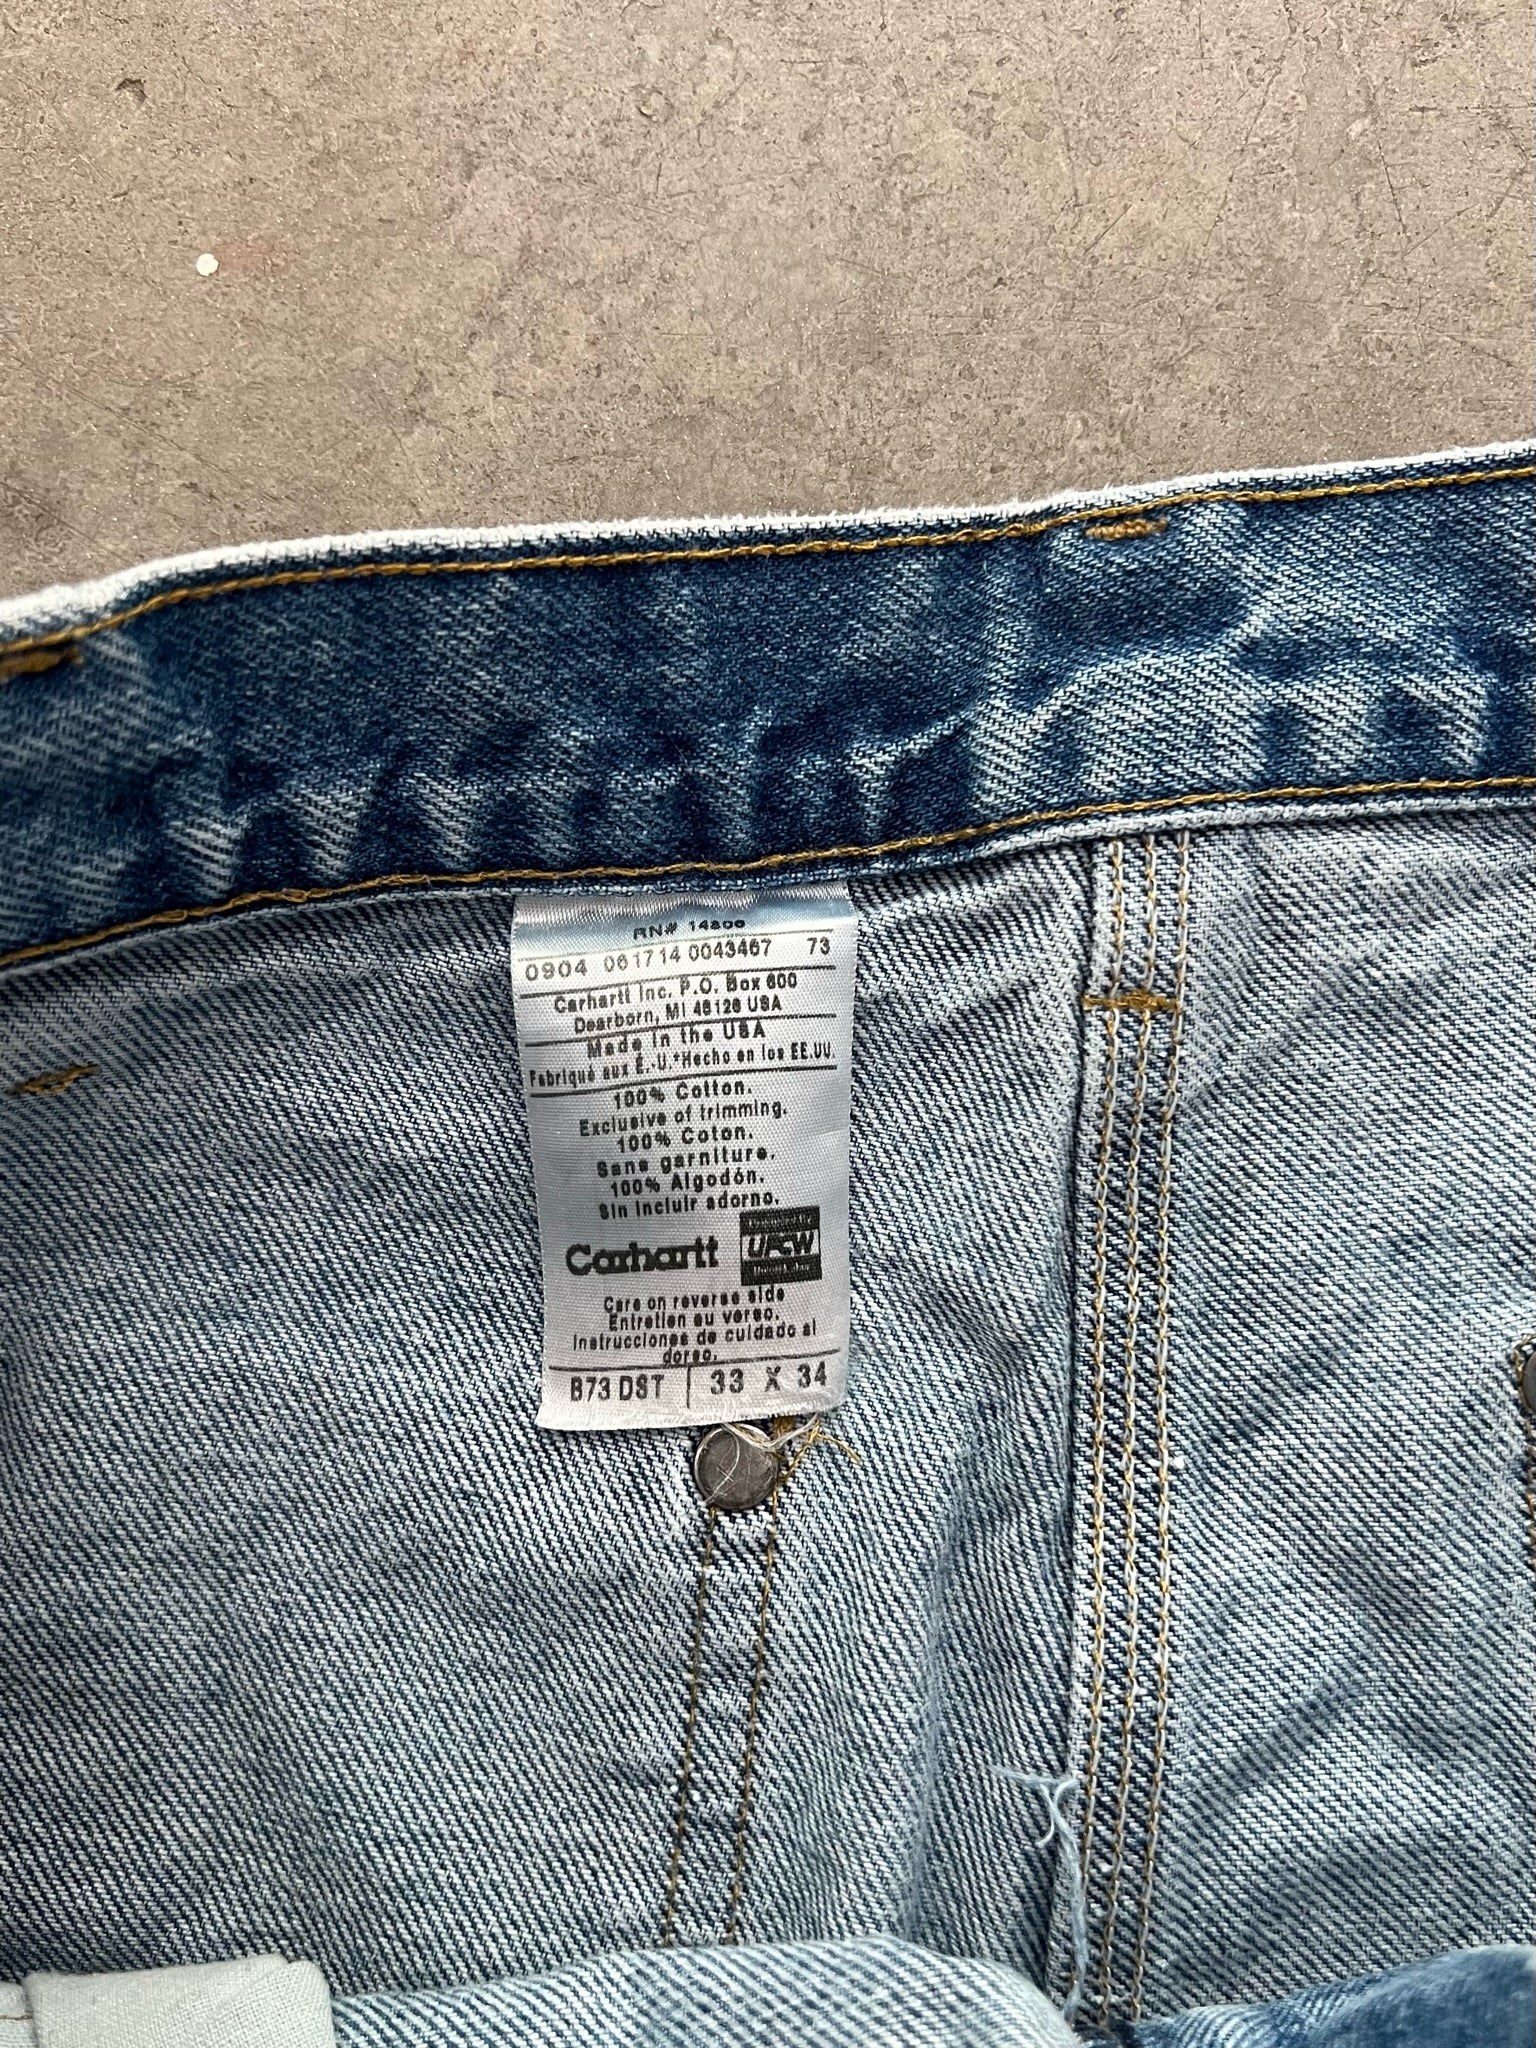 RN# 14806
0904 061714 0043467 73
Carhartt Inc. P.O. Box 600
Dearborn, MI 48126 USA
Made in the USA
Fabriqué aux É.-U.*Hecho en los EE.UU.
100% Cotton.
Exclusive of trimming.
100% Coton.
Sans garniture.
100% Algodón.
Sin incluir adorno.
Carhartt UFCW
Care on reverse side
Entretien au verso.
Instrucciones de cuidado al
dorso.
B73 DST 33 X 34